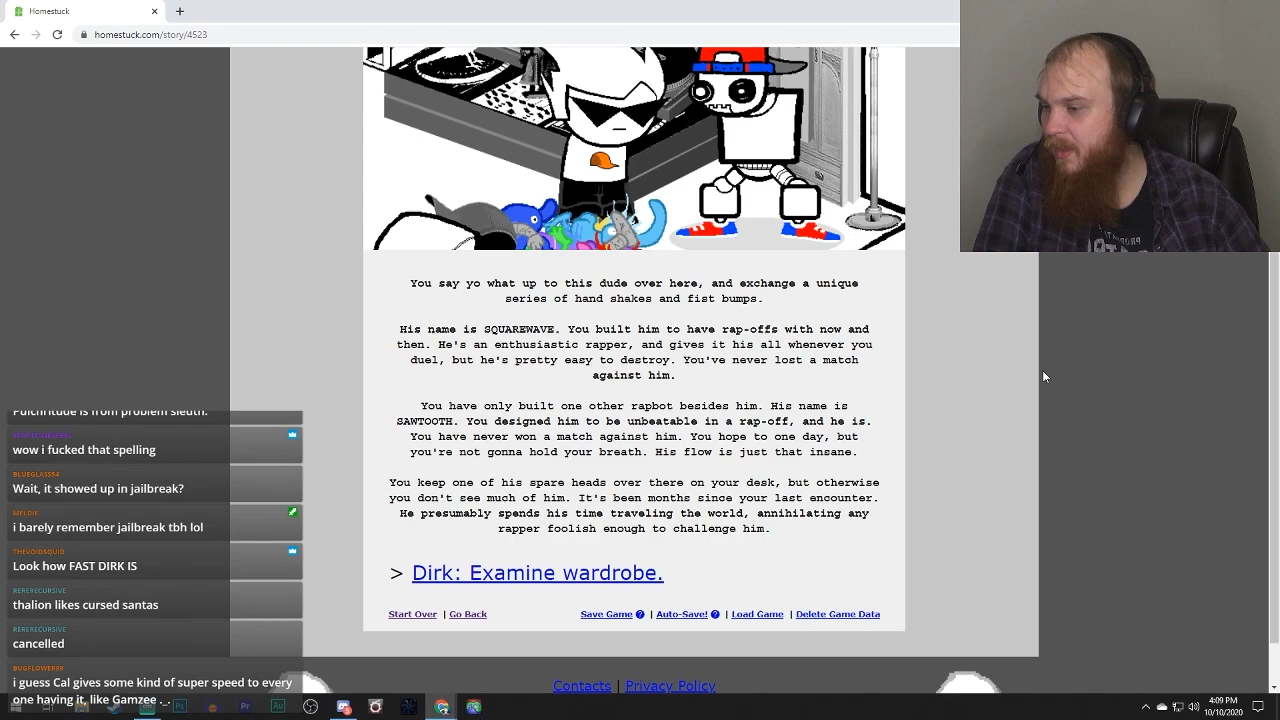 Homestuck
homestuck.com/story/4523
You say yo what up to this dude over here, and exchange a unique
series of hand shakes and fist bumps.
His name is SQUAREWAVE. You built him to have rap-offs with now and
then. He's an enthusiastic rapper, and gives it his all whenever you
duel, but he's pretty easy to destroy. You've never lost a match
against him.
You have only built one other rapbot besides him. His name is
SAWTOOTH. You designed him to be unbeatable in a rap-off, and he is.
You have never won a match against him. You hope to one day, but
you're not gonna hold your breath. His flow is just that insane.
You keep one of his spare heads over there on your desk, but otherwise
you don't see much of him. It's been months since your last encounter.
He presumably spends his time traveling the world, annihilating any
rapper foolish enough to challenge him.
> Dirk: Examine wardrobe.
Start Over | Go Back
Save Game ? | Auto-Save! ? | Load Game | Delete Game Data
Contacts | Privacy Policy
Pulchritude is from problem sleuth.
wow i fucked that spelling
BLUEGLASS54
Wait, it showed up in jailbreak?
MELDIE
i barely remember jailbreak tbh lol
THEVOIDSQUID
Look how FAST DIRK IS
RERERECURSIVE
thalion likes cursed santas
RERERECURSIVE
cancelled
BUGFLOWER99
i guess Cal gives some kind of super speed to every
one having it, like Gamzee ._.
4:09 PM
10/10/2020